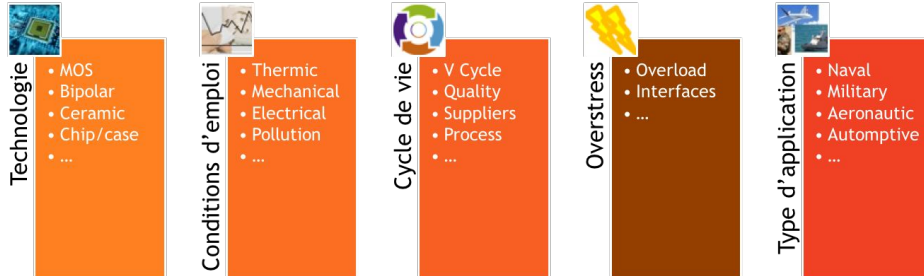 Technologie
• MOS
• Bipolar
• Ceramic
• Chip/case
• ...
Conditions d'emploi
• Thermic
• Mechanical
• Electrical
• Pollution
• ...
Cycle de vie
• V Cycle
• Quality
• Suppliers
• Process
• ...
Overstress
• Overload
• Interfaces
• ...
Type d'application
• Naval
• Military
• Aeronautic
• Automptive
• ...